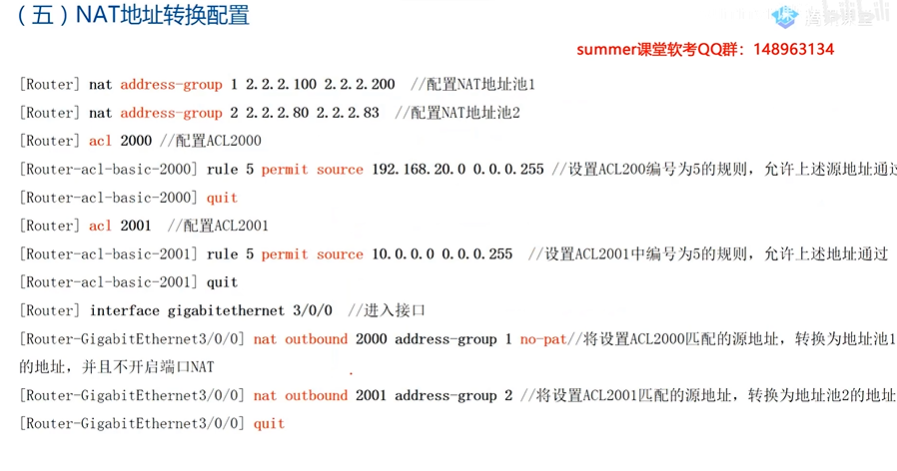 （五）NAT地址转换配置
summer课堂软考QQ群：148963134
[Router] nat address-group 1 2.2.2.100 2.2.2.200 //配置NAT地址池1
[Router] nat address-group 2 2.2.2.80 2.2.2.83 //配置NAT地址池2
[Router] acl 2000 //配置ACL2000
[Router-acl-basic-2000] rule 5 permit source 192.168.20.0 0.0.0.255 //设置ACL200编号为5的规则，允许上述源地址通过
[Router-acl-basic-2000] quit
[Router] acl 2001 //配置ACL2001
[Router-acl-basic-2001] rule 5 permit source 10.0.0.0 0.0.0.255 //设置ACL2001中编号为5的规则，允许上述地址通过
[Router-acl-basic-2001] quit
[Router] interface gigabitethernet 3/0/0 //进入接口
[Router-GigabitEthernet3/0/0] nat outbound 2000 address-group 1 no-pat//将设置ACL2000匹配的源地址，转换为地址池1
的地址，并且不开启端口NAT
[Router-GigabitEthernet3/0/0] nat outbound 2001 address-group 2 //将设置ACL2001匹配的源地址，转换为地址池2的地址
[Router-GigabitEthernet3/0/0] quit